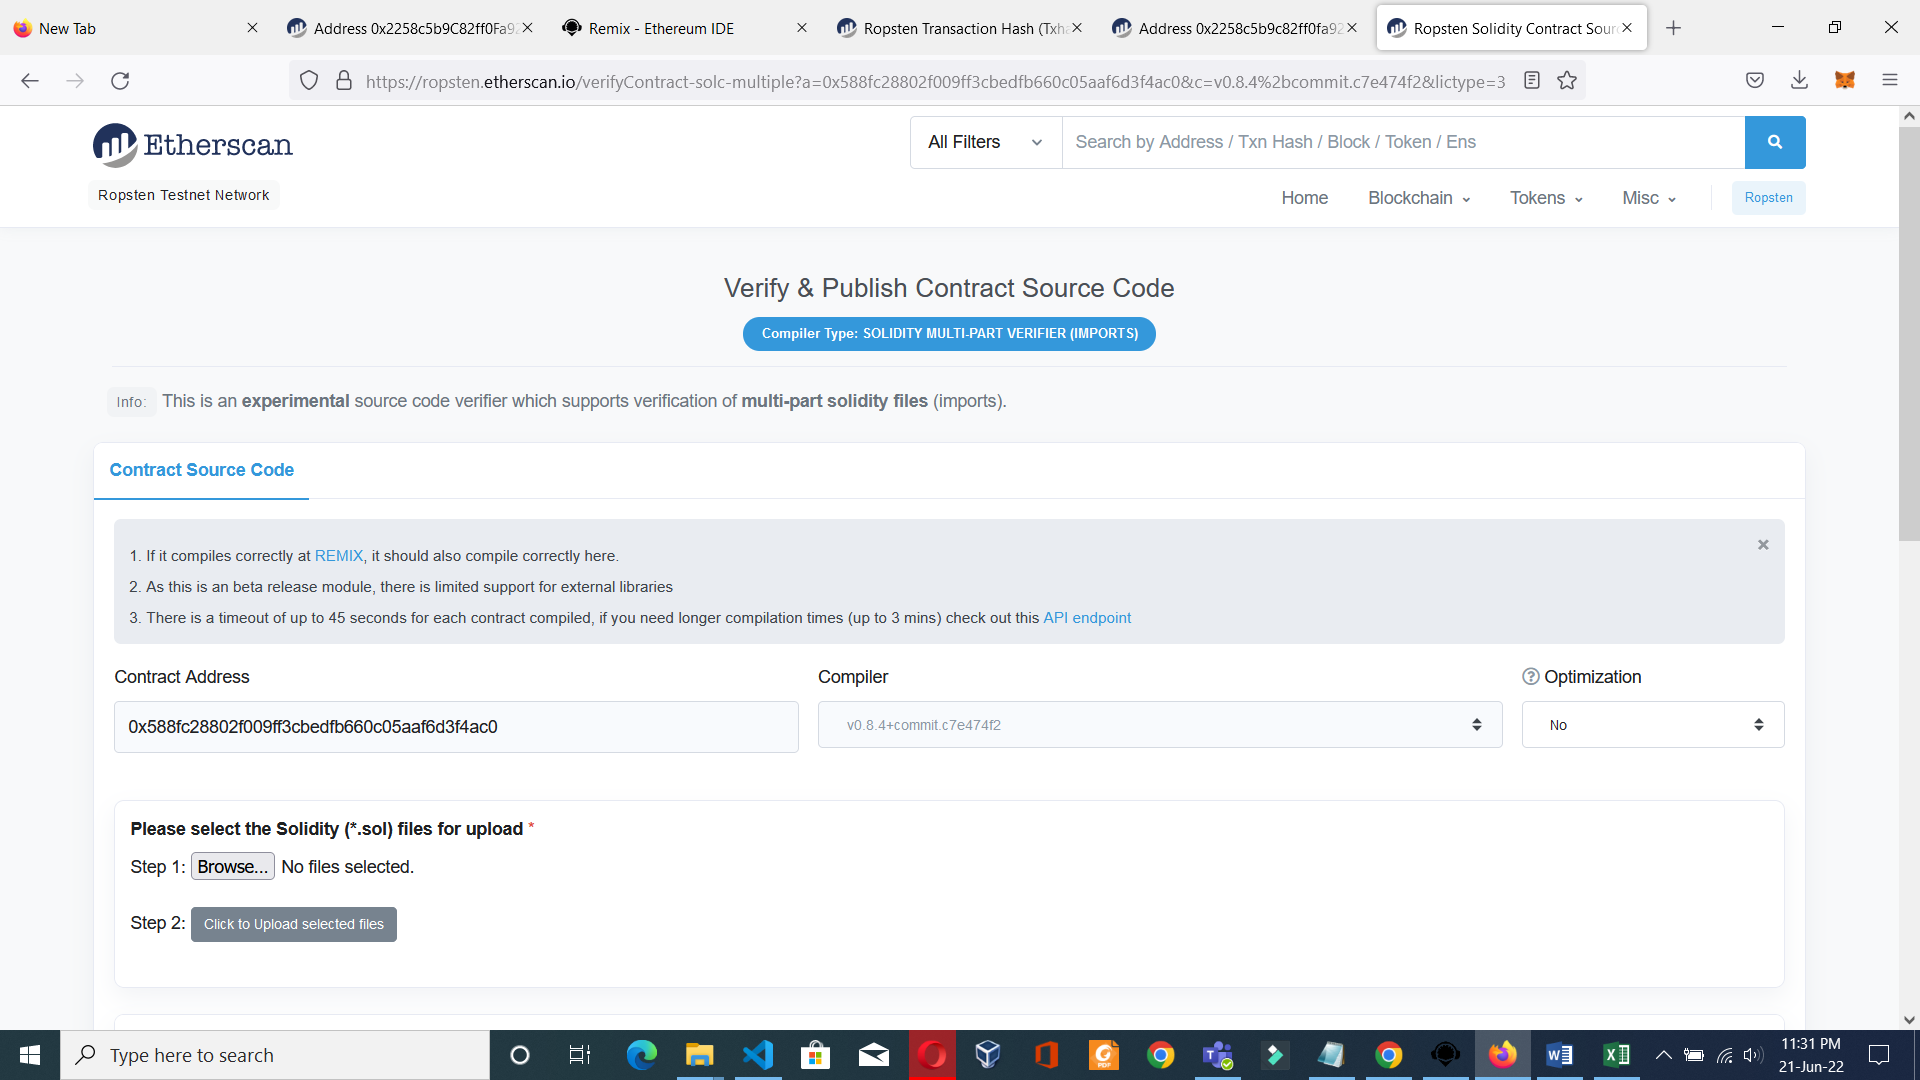 New Tab
Address 0x2258c5b9C82ff0Fa92
Remix - Ethereum IDE
Ropsten Transaction Hash (Txha
Address 0x2258c5b9c82ff0fa92
Ropsten Solidity Contract Sour
https://ropsten.etherscan.io/verifyContract-solc-multiple?a=0x588fc28802f009ff3cbedfb660c05aaf6d3f4ac0&c=v0.8.4%2bcommit.c7e474f2&lictype=3
Etherscan
All Filters
Search by Address / Txn Hash / Block / Token / Ens
Ropsten Testnet Network
Home
Blockchain
Tokens
Misc
Ropsten
Verify & Publish Contract Source Code
Compiler Type: SOLIDITY MULTI-PART VERIFIER (IMPORTS)
Info: This is an experimental source code verifier which supports verification of multi-part solidity files (imports).
Contract Source Code
1. If it compiles correctly at REMIX, it should also compile correctly here.
2. As this is an beta release module, there is limited support for external libraries
3. There is a timeout of up to 45 seconds for each contract compiled, if you need longer compilation times (up to 3 mins) check out this API endpoint
Contract Address
Compiler
Optimization
0x588fc28802f009ff3cbedfb660c05aaf6d3f4ac0
v0.8.4+commit.c7e474f2
No
Please select the Solidity (*.sol) files for upload *
Step 1: Browse... No files selected.
Step 2: Click to Upload selected files
Type here to search
11:31 PM
21-Jun-22